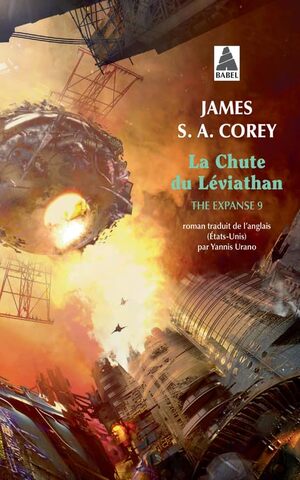 BABEL
JAMES
S. A. COREY
La Chute
du Léviathan
THE EXPANSE 9
roman traduit de l'anglais
(États-Unis)
par Yannis Urano